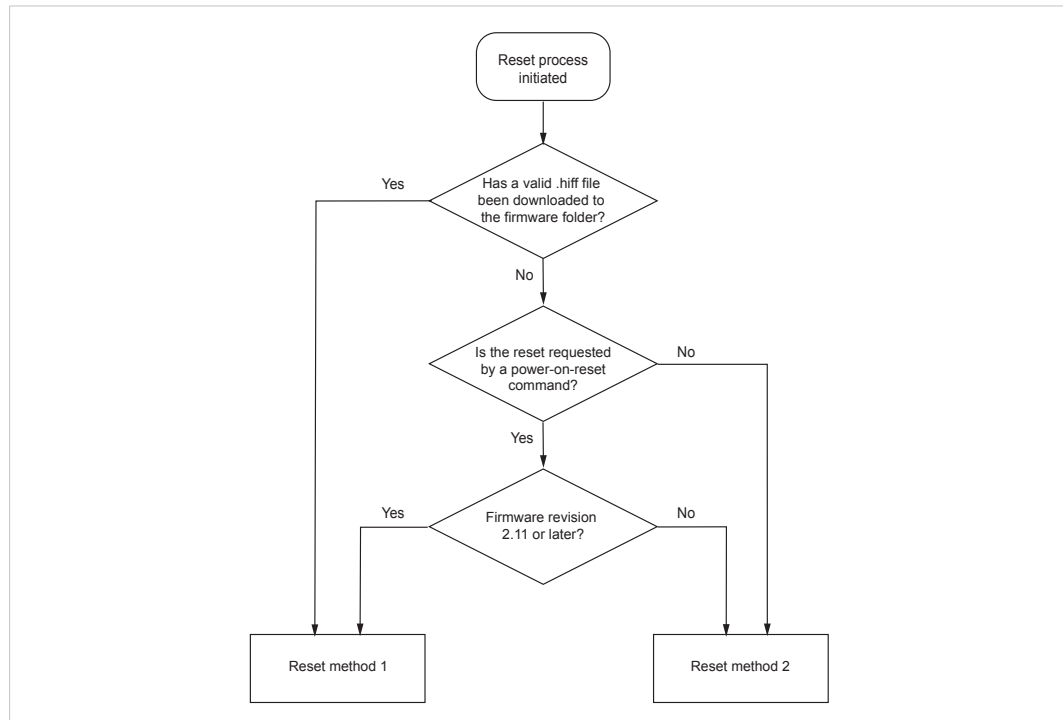 Reset process
initiated
Yes
Has a valid .hiff file
been downloaded to
the firmware folder?
No
Is the reset requested
by a power-on-reset
command?
No
Yes
Yes
Firmware revision
2.11 or later?
No
Reset method 1
Reset method 2